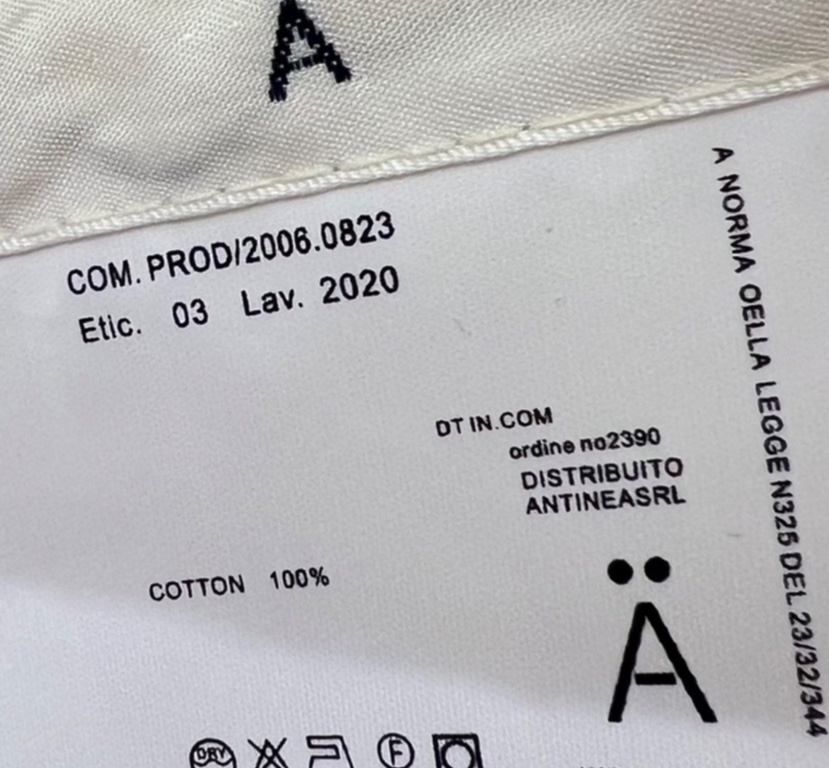 A
COM. PROD/2006.0823
Etic. 03 Lav. 2020
A NORMA OELLA LEGGE N325 DEL 23/32/344
DT IN.COM
ordine no2390
DISTRIBUITO
ANTINEASRL
COTTON 100%
Ä
DRY
F